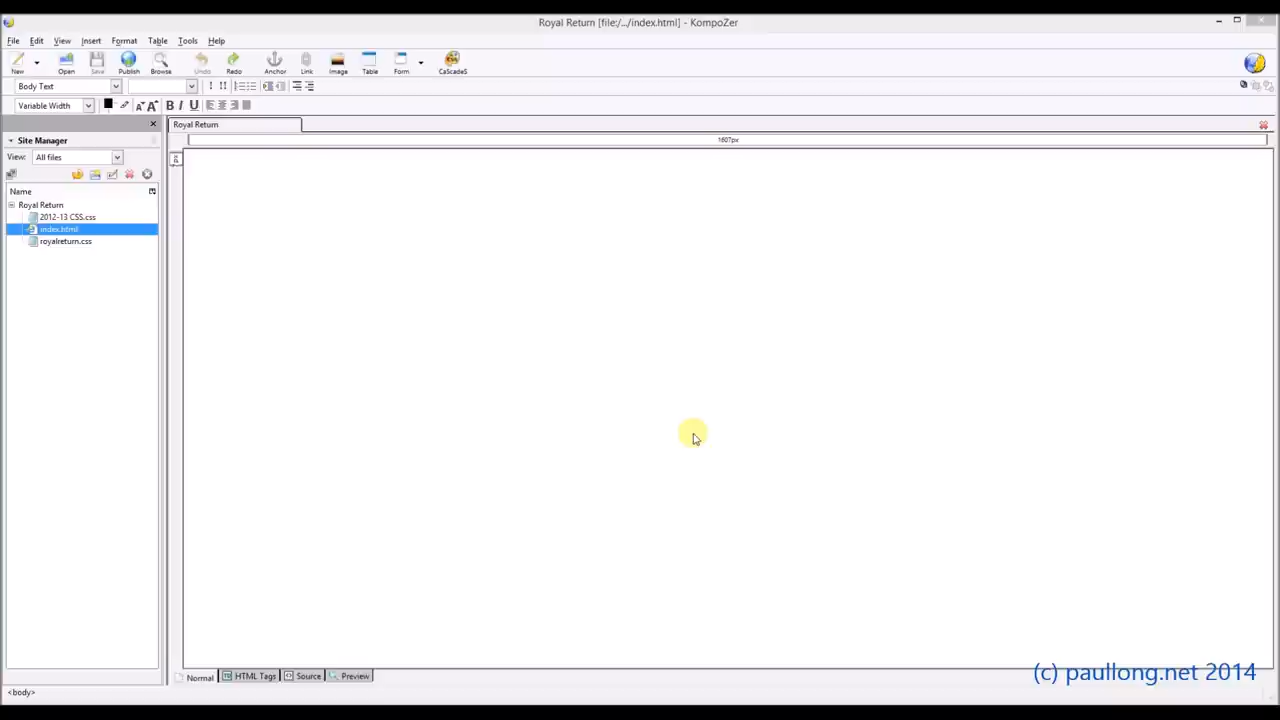 Royal Return [file:/.../index.html] - KompoZer
File Edit View Insert Format Table Tools Help
New Open Save Publish Browse Undo Redo Anchor Link Image Table Form CaScadeS
Body Text
Variable Width
B I U
Site Manager
Royal Return
View: All files
1607px
Name
Royal Return
2012-13 CSS.css
index.html
royalreturn.css
Normal HTML Tags Source Preview
(c) paullong.net 2014
<body>